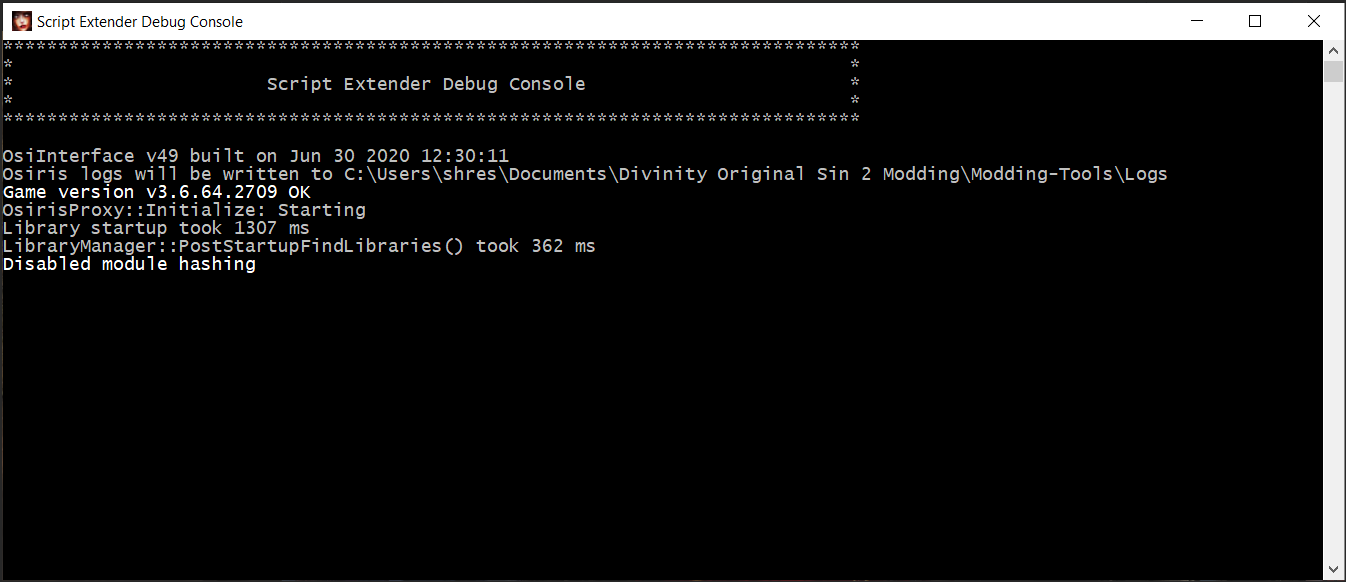 Script Extender Debug Console
******************************************************************************
*                                                                            *
*                       Script Extender Debug Console                        *
*                                                                            *
******************************************************************************
OsiInterface v49 built on Jun 30 2020 12:30:11
Osiris logs will be written to C:\Users\shres\Documents\Divinity Original Sin 2 Modding\Modding-Tools\Logs
Game version v3.6.64.2709 OK
OsirisProxy::Initialize: Starting
Library startup took 1307 ms
LibraryManager::PostStartupFindLibraries() took 362 ms
Disabled module hashing